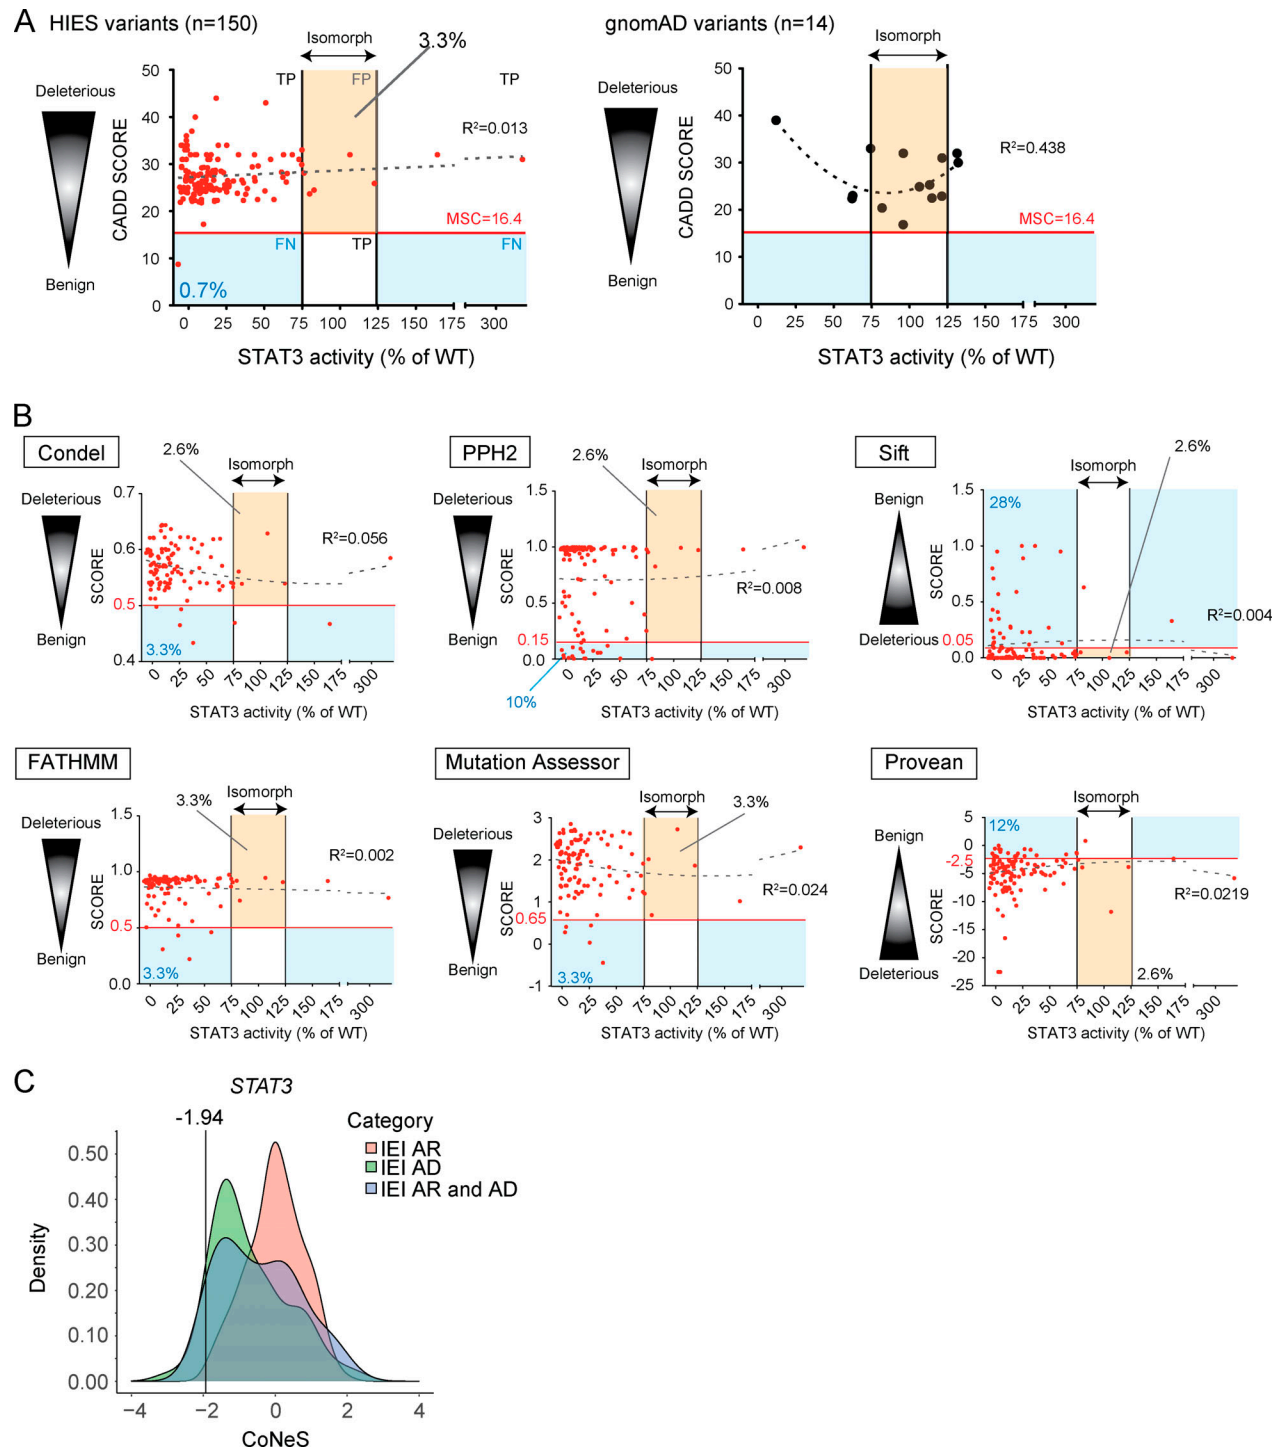 A
HIES variants (n=150)
Isomorph
3.3%
Deleterious
Benign
CADD SCORE
50
40
30
20
10
0
TP
FP
TP
R²=0.013
MSC=16.4
FN
TP
FN
0.7%
0 25 50 75 100 125 150 175 300
STAT3 activity (% of WT)
gnomAD variants (n=14)
Isomorph
Deleterious
Benign
CADD SCORE
50
40
30
20
10
0
R²=0.438
MSC=16.4
0 25 50 75 100 125 150 175 300
STAT3 activity (% of WT)
B
Condel
2.6%
Isomorph
Deleterious
Benign
SCORE
0.7
0.6
0.5
0.4
R²=0.056
3.3%
0 25 50 75 100 125 150 175 300
STAT3 activity (% of WT)
PPH2
2.6%
Isomorph
Deleterious
Benign
SCORE
1.5
1.0
0.5
0.15
0.0
R²=0.008
10%
0 25 50 75 100 125 150 175 300
STAT3 activity (% of WT)
Sift
2.6%
Isomorph
Benign
Deleterious
SCORE
1.5
1.0
0.5
0.05
0.0
28%
R²=0.004
0 25 50 75 100 125 150 175 300
STAT3 activity (% of WT)
FATHMM
3.3%
Isomorph
Deleterious
Benign
SCORE
1.5
1.0
0.5
0.0
R²=0.002
3.3%
0 25 50 75 100 125 150 175 300
STAT3 activity (% of WT)
Mutation Assessor
3.3%
Isomorph
Deleterious
Benign
SCORE
3
2
1
0.65
0
-1
R²=0.024
3.3%
0 25 50 75 100 125 150 175 300
STAT3 activity (% of WT)
Provean
Isomorph
Benign
Deleterious
SCORE
5
0
-2.5
-5
-10
-15
-20
-25
12%
R²=0.0219
2.6%
0 25 50 75 100 125 150 175 300
STAT3 activity (% of WT)
C
STAT3
-1.94
Category
IEI AR
IEI AD
IEI AR and AD
Density
0.50
0.40
0.30
0.20
0.10
0.00
−4 −2 0 2 4
CoNeS